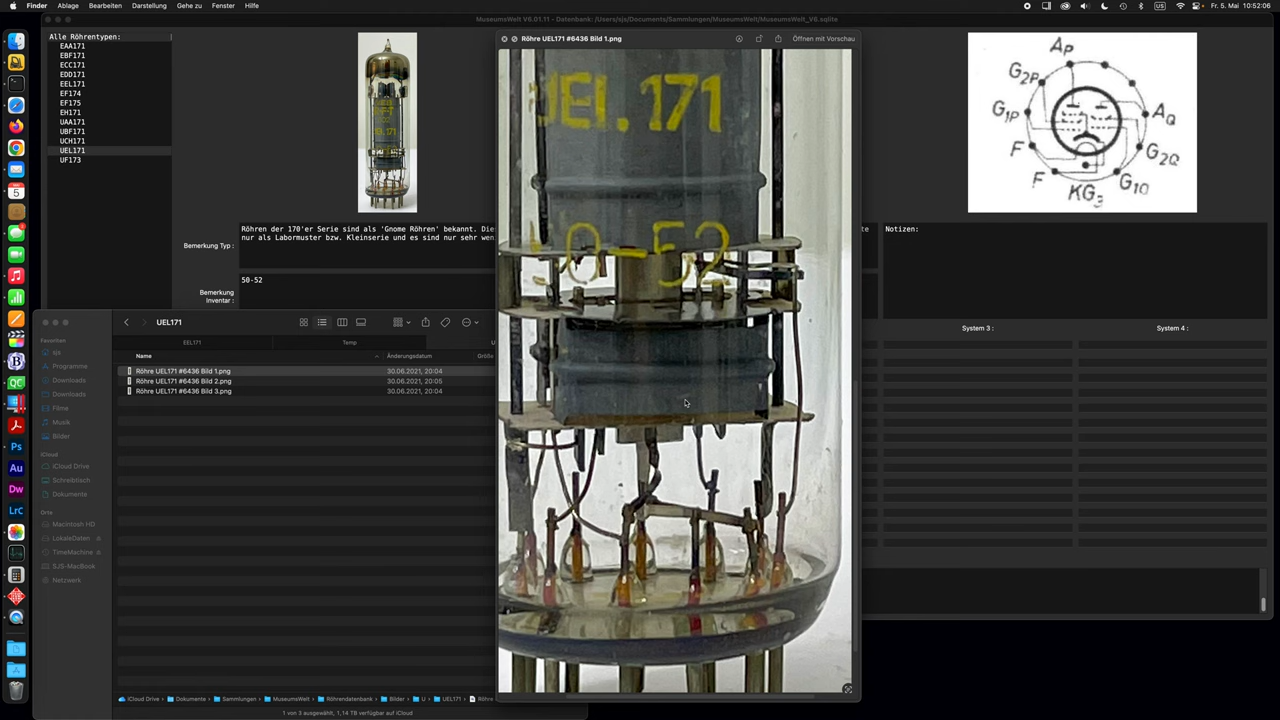 Finder Ablage Bearbeiten Darstellung Gehe zu Fenster Hilfe
US
Fr. 5. Mai 10:52:06
MuseumsWelt V6.01.11 - Datenbank: /Users/sjs/Documents/Sammlungen/MuseumsWelt/MuseumsWelt_V6.sqlite
Alle Röhrentypen:
EAA171
EBF171
ECC171
EDD171
EEL171
EF174
EF175
EH171
UAA171
UBF171
UCH171
UEL171
UF173
Bemerkung Typ :
Röhren der 170'er Serie sind als 'Gnome Röhren' bekannt. Die
nur als Labormuster bzw. Kleinserie und es sind nur sehr wen
Bemerkung
Inventar :
50-52
Röhre UEL171 #6436 Bild 1.png
Öffnen mit Vorschau
UEL.171
50-52
AP
G2P
G1P
F
F
KG3
G1Q
G2Q
AQ
te
Notizen:
System 3 :
System 4 :
UEL171
Favoriten
sjs
Programme
Downloads
Downloads
Filme
Musik
Bilder
iCloud
iCloud Drive
Schreibtisch
Dokumente
Orte
Macintosh HD
LokaleDaten
TimeMachine
SJS-MacBook
Netzwerk
EEL171
Temp
U
Name
Änderungsdatum
Größe
Röhre UEL171 #6436 Bild 1.png 30.06.2021, 20:04
Röhre UEL171 #6436 Bild 2.png 30.06.2021, 20:05
Röhre UEL171 #6436 Bild 3.png 30.06.2021, 20:04
iCloud Drive
Dokumente
Sammlungen
MuseumsWelt
Röhrendatenbank
Bilder
U
UEL171
Röhre
1 von 3 ausgewählt, 1,14 TB verfügbar auf iCloud